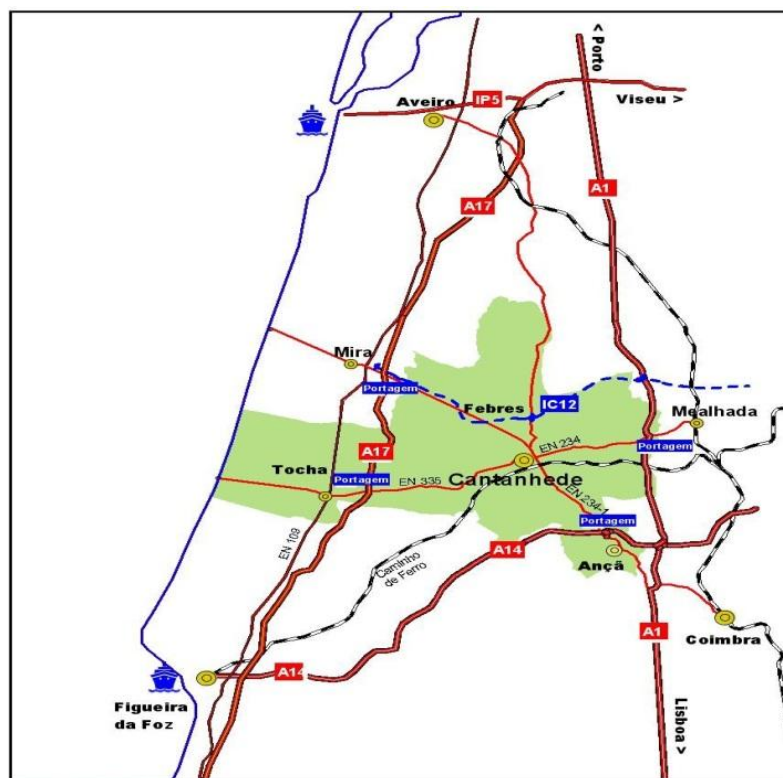 < Porto
Aveiro
IP5
Viseu >
A1
A17
Mira
Portagem
Febres
IC12
Mealhada
EN 234
Portagem
A17
Tocha
Portagem
EN 335
Cantanhede
EN 234-1
Portagem
EN 109
A14
Ançã
Caminho
de Ferro
A1
Coimbra
A14
Figueira
da Foz
Lisboa >